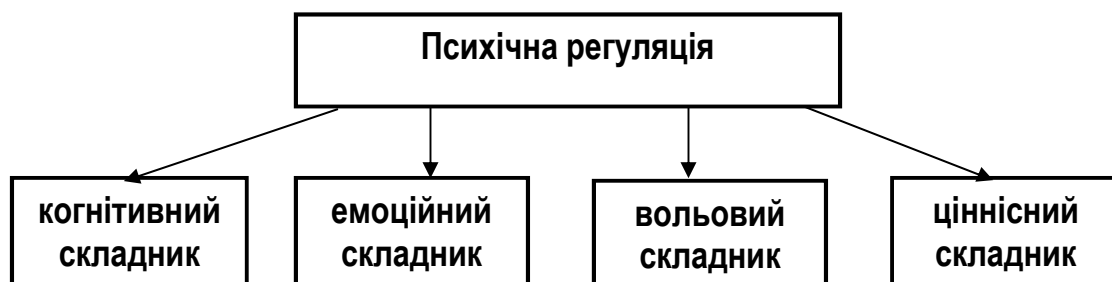 Психічна регуляція
когнітивний
складник
емоційний
складник
вольовий
складник
ціннісний
складник